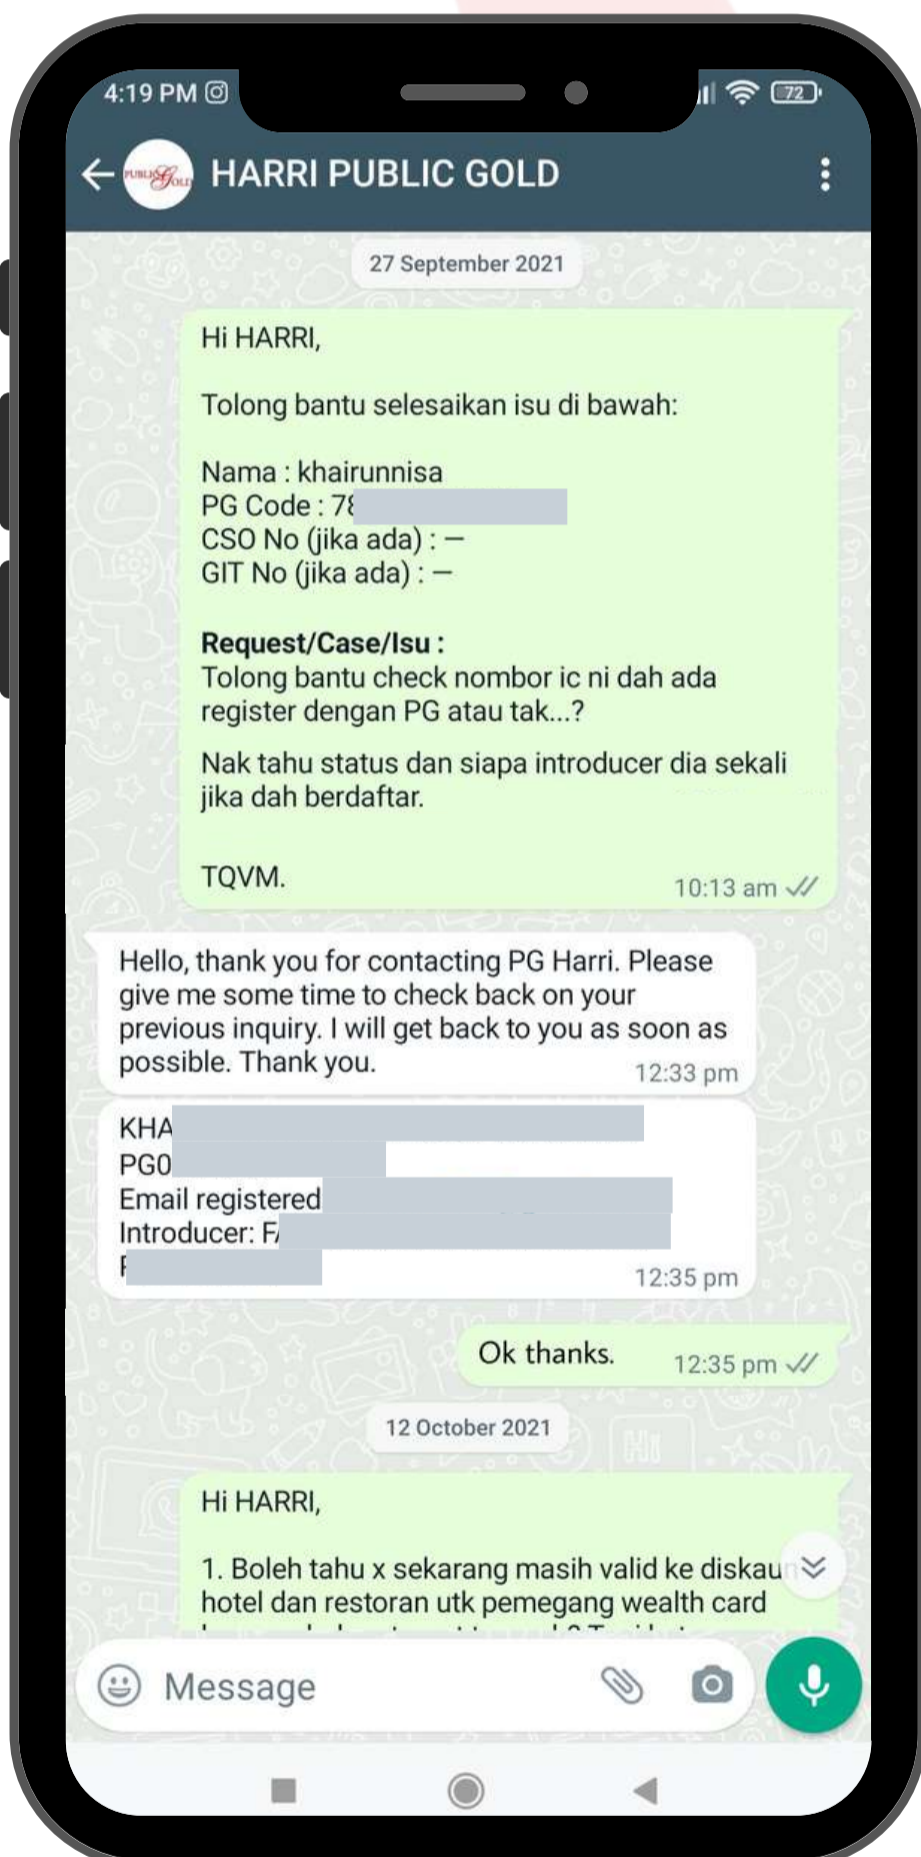 4:19 PM
72
PUBLIC GOLD
HARRI PUBLIC GOLD
27 September 2021
Hi HARRI,
Tolong bantu selesaikan isu di bawah:
Nama : khairunnisa
PG Code : 78
CSO No (jika ada) : —
GIT No (jika ada) : —
Request/Case/Isu :
Tolong bantu check nombor ic ni dah ada
register dengan PG atau tak...?
Nak tahu status dan siapa introducer dia sekali
jika dah berdaftar.
TQVM.
10:13 am
Hello, thank you for contacting PG Harri. Please
give me some time to check back on your
previous inquiry. I will get back to you as soon as
possible. Thank you.
12:33 pm
KHA
PG0
Email registered
Introducer: FA
12:35 pm
Ok thanks.
12:35 pm
12 October 2021
Hi HARRI,
1. Boleh tahu x sekarang masih valid ke diskaun
hotel dan restoran utk pemegang wealth card
Message